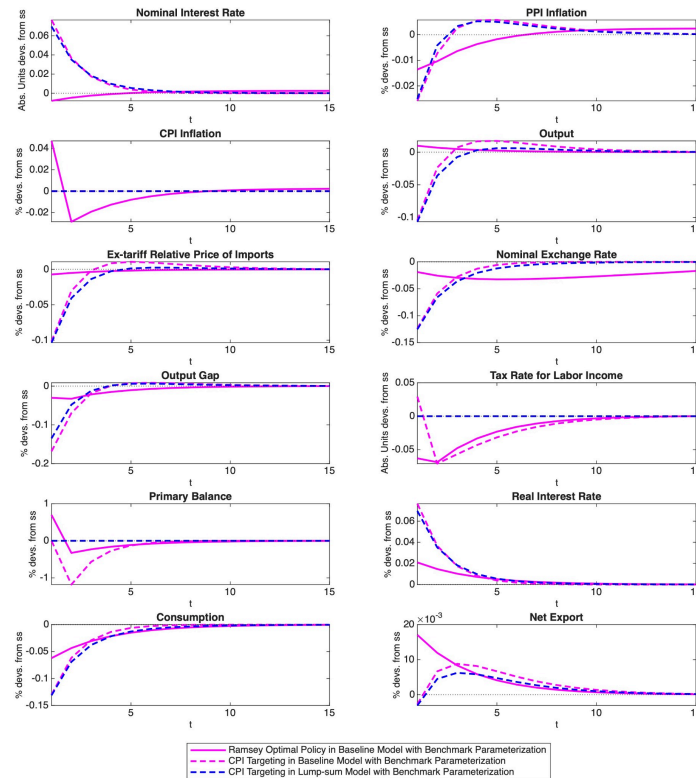 Nominal Interest Rate
Abs. Units devs. from ss
0.06
0.04
0.02
0
5
10
15
t
PPI Inflation
% devs. from ss
0
-0.01
-0.02
5
10
1
t
CPI Inflation
% devs. from ss
0.04
0.02
0
-0.02
5
10
15
t
Output
% devs. from ss
0
-0.05
-0.1
5
10
1
t
Ex-tariff Relative Price of Imports
% devs. from ss
0
-0.05
-0.1
5
10
15
t
Nominal Exchange Rate
% devs. from ss
0
-0.05
-0.1
-0.15
5
10
1
t
Output Gap
% devs. from ss
0
-0.1
-0.2
5
10
15
t
Tax Rate for Labor Income
Abs. Units devs. from ss
0.05
0
-0.05
5
10
1
t
Primary Balance
% devs. from ss
1
0
-1
5
10
15
t
Real Interest Rate
% devs. from ss
0.06
0.04
0.02
0
5
10
1
t
Consumption
% devs. from ss
0
-0.05
-0.1
-0.15
5
10
15
t
Net Export
×10⁻³
% devs. from ss
20
10
0
5
10
1
t
Ramsey Optimal Policy in Baseline Model with Benchmark Parameterization
CPI Targeting in Baseline Model with Benchmark Parameterization
CPI Targeting in Lump-sum Model with Benchmark Parameterization